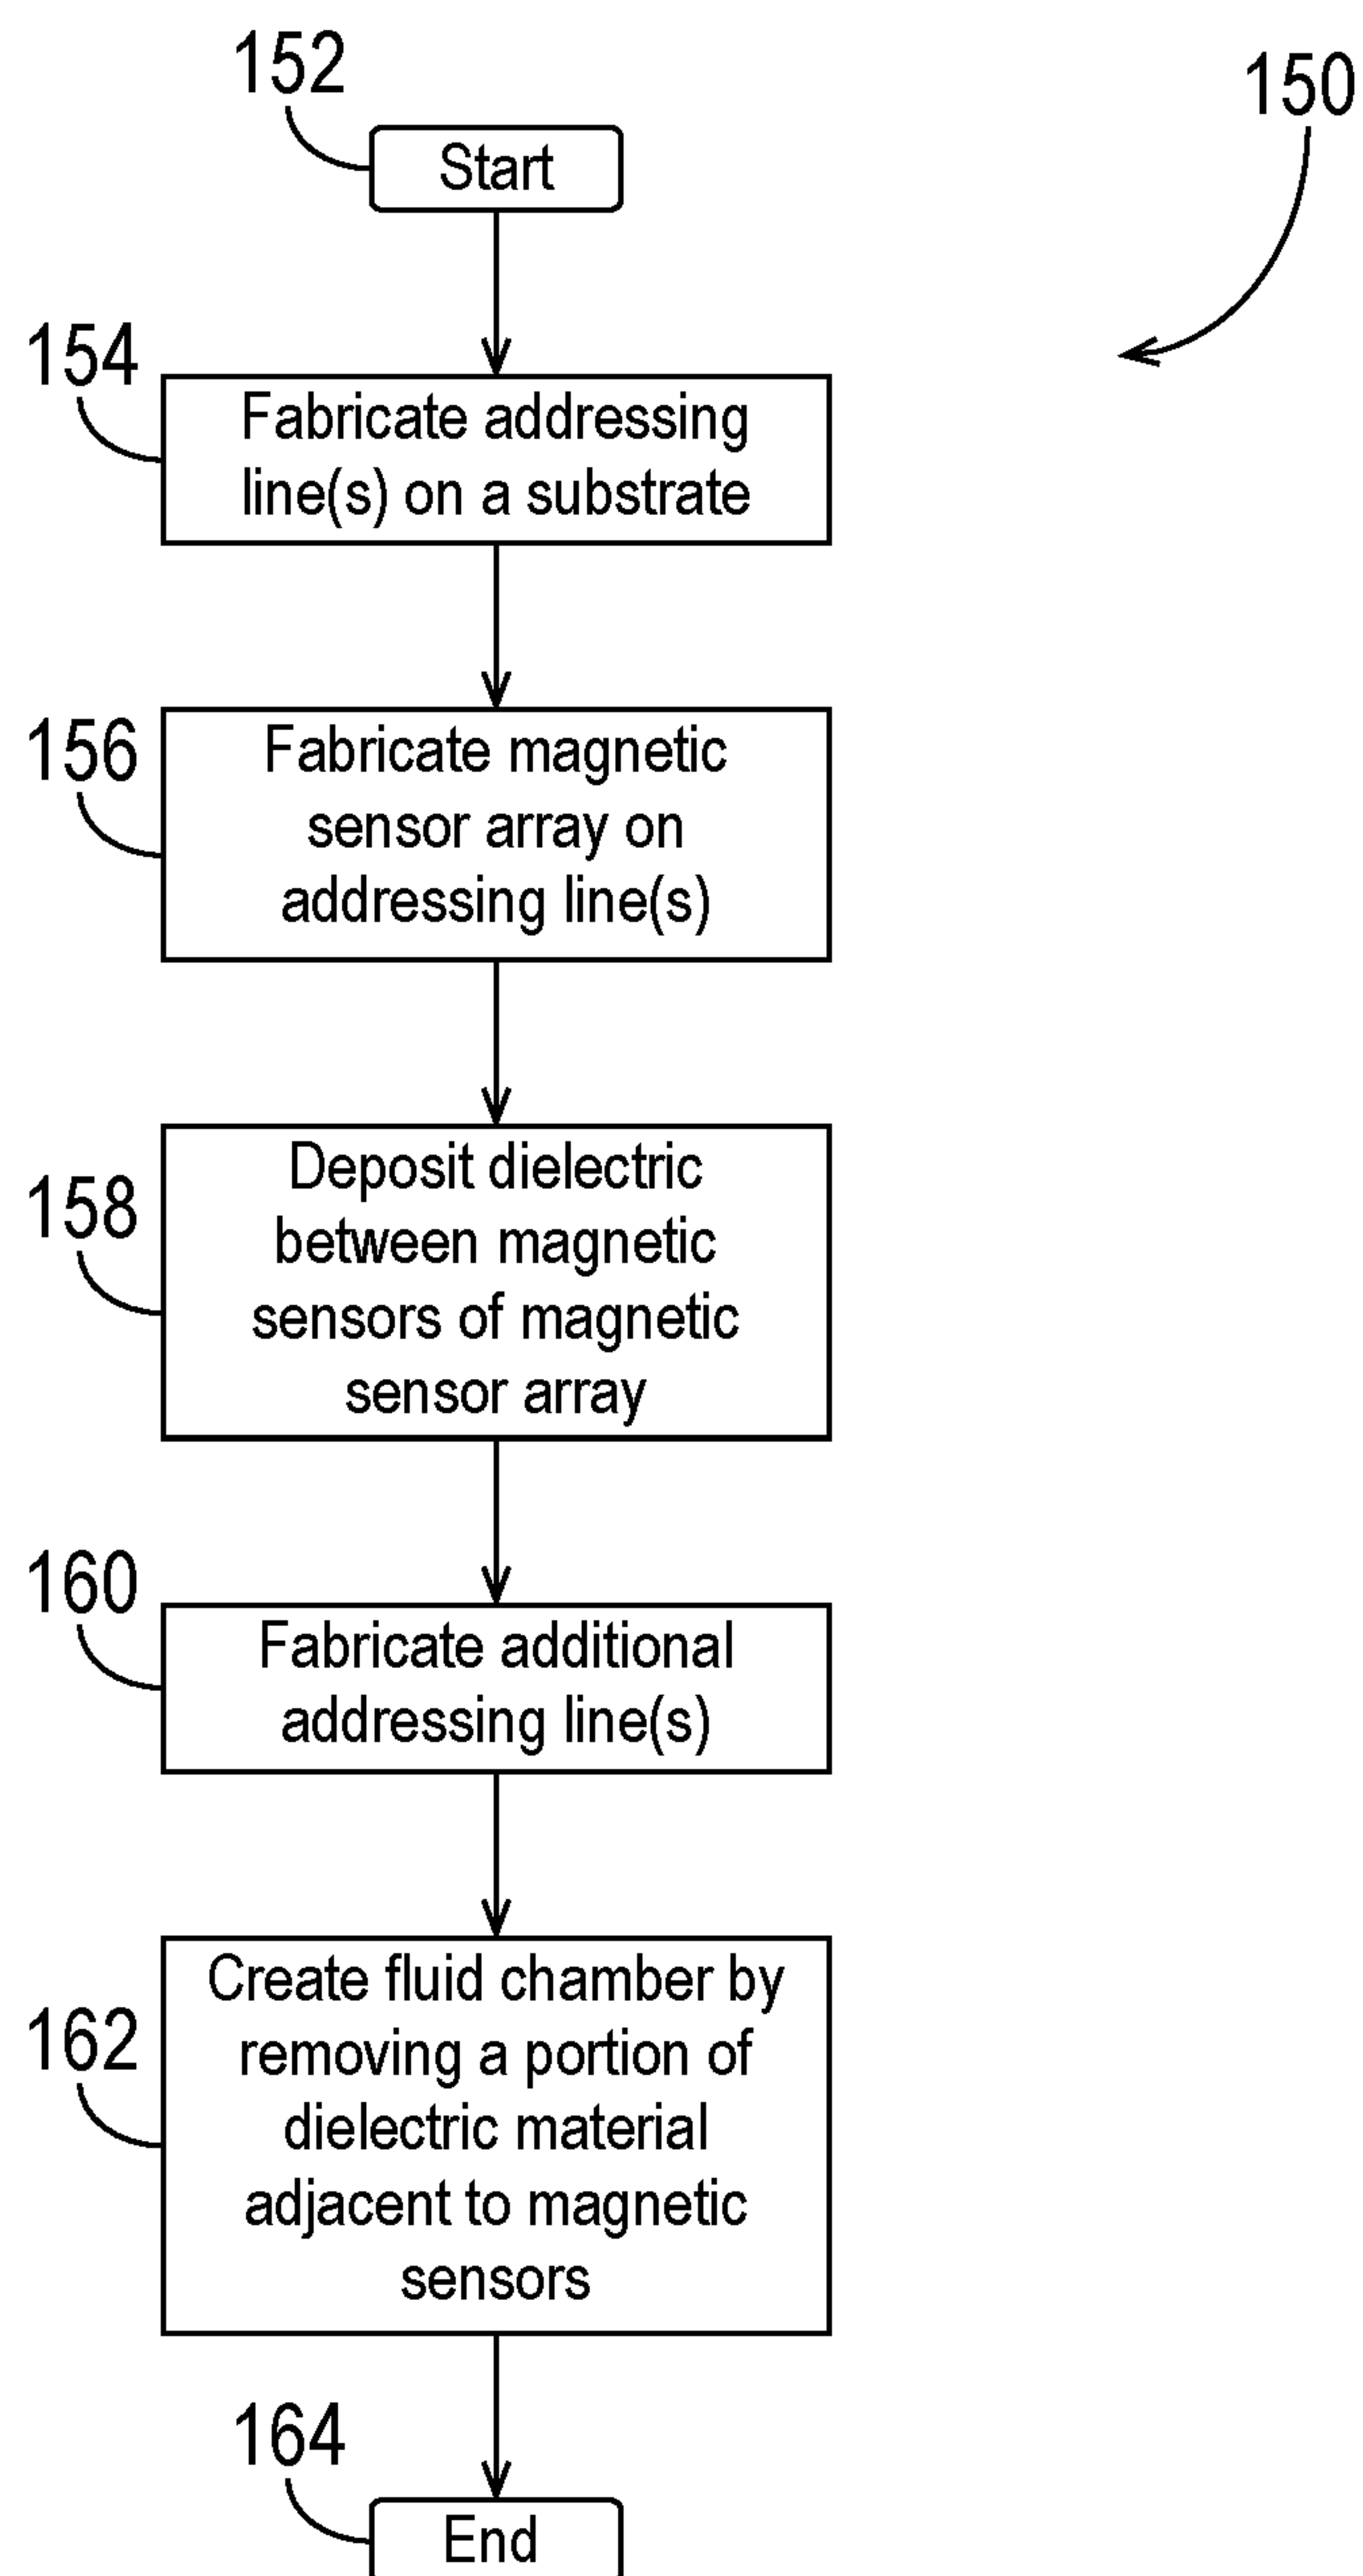 152
150
Start
154
Fabricate addressing
line(s) on a substrate
156
Fabricate magnetic
sensor array on
addressing line(s)
158
Deposit dielectric
between magnetic
sensors of magnetic
sensor array
160
Fabricate additional
addressing line(s)
162
Create fluid chamber by
removing a portion of
dielectric material
adjacent to magnetic
sensors
164
End